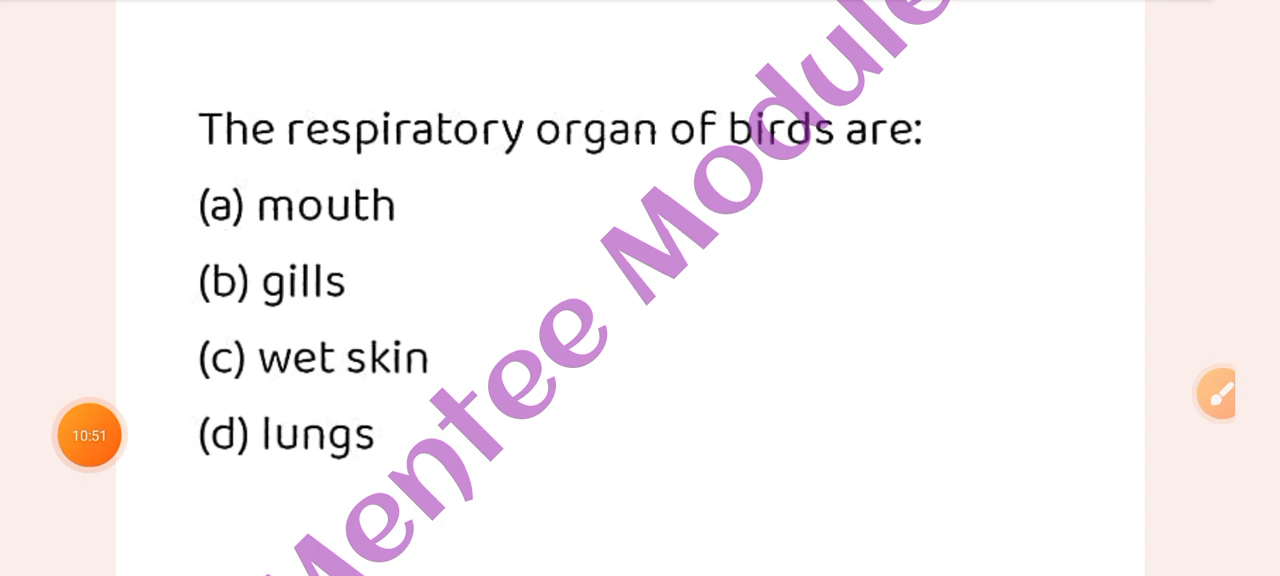 The respiratory organ of birds are:
(a) mouth
(b) gills
(c) wet skin
(d) lungs
10:51
Mentee Module